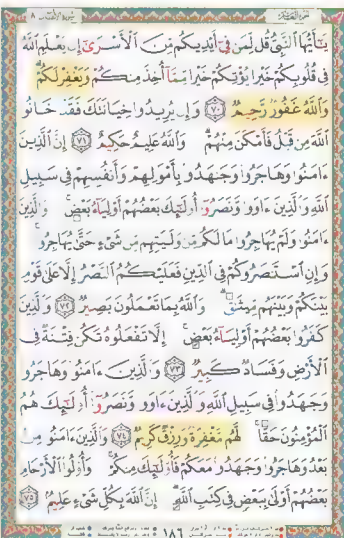 يَٰٓأَيُّهَا ٱلنَّبِىُّ قُل لِّمَن فِىٓ أَيْدِيكُم مِّنَ ٱلْأَسْرَىٰٓ إِن يَعْلَمِ ٱللَّهُ
فِى قُلُوبِكُمْ خَيْرًا يُؤْتِكُمْ خَيْرًا مِّمَّآ أُخِذَ مِنكُمْ وَيَغْفِرْ لَكُمْ
وَٱللَّهُ غَفُورٌ رَّحِيمٌ ٧٠ وَإِن يُرِيدُوا۟ خِيَانَتَكَ فَقَدْ خَانُوا۟
ٱللَّهَ مِن قَبْلُ فَأَمْكَنَ مِنْهُمْ وَٱللَّهُ عَلِيمٌ حَكِيمٌ ٧١ إِنَّ ٱلَّذِينَ
ءَامَنُوا۟ وَهَاجَرُوا۟ وَجَٰهَدُوا۟ بِأَمْوَٰلِهِمْ وَأَنفُسِهِمْ فِى سَبِيلِ
ٱللَّهِ وَٱلَّذِينَ ءَاوَوا۟ وَّنَصَرُوٓا۟ أُو۟لَٰٓئِكَ بَعْضُهُمْ أَوْلِيَآءُ بَعْضٍ وَٱلَّذِينَ
ءَامَنُوا۟ وَلَمْ يُهَاجِرُوا۟ مَا لَكُم مِّن وَلَٰيَتِهِم مِّن شَىْءٍ حَتَّىٰ يُهَاجِرُوا۟
وَإِنِ ٱسْتَنصَرُوكُمْ فِى ٱلدِّينِ فَعَلَيْكُمُ ٱلنَّصْرُ إِلَّا عَلَىٰ قَوْمٍۭ
بَيْنَكُمْ وَبَيْنَهُم مِّيثَٰقٌ وَٱللَّهُ بِمَا تَعْمَلُونَ بَصِيرٌ ٧٢ وَٱلَّذِينَ
كَفَرُوا۟ بَعْضُهُمْ أَوْلِيَآءُ بَعْضٍ إِلَّا تَفْعَلُوهُ تَكُن فِتْنَةٌ فِى
ٱلْأَرْضِ وَفَسَادٌ كَبِيرٌ ٧٣ وَٱلَّذِينَ ءَامَنُوا۟ وَهَاجَرُوا۟
وَجَٰهَدُوا۟ فِى سَبِيلِ ٱللَّهِ وَٱلَّذِينَ ءَاوَوا۟ وَّنَصَرُوٓا۟ أُو۟لَٰٓئِكَ هُمُ
ٱلْمُؤْمِنُونَ حَقًّا لَّهُم مَّغْفِرَةٌ وَرِزْقٌ كَرِيمٌ ٧٤ وَٱلَّذِينَ ءَامَنُوا۟ مِنۢ
بَعْدُ وَهَاجَرُوا۟ وَجَٰهَدُوا۟ مَعَكُمْ فَأُو۟لَٰٓئِكَ مِنكُمْ وَأُو۟لُوا۟ ٱلْأَرْحَامِ
بَعْضُهُمْ أَوْلَىٰ بِبَعْضٍ فِى كِتَٰبِ ٱللَّهِ إِنَّ ٱللَّهَ بِكُلِّ شَىْءٍ عَلِيمٌۢ ٧٥
١٨٦